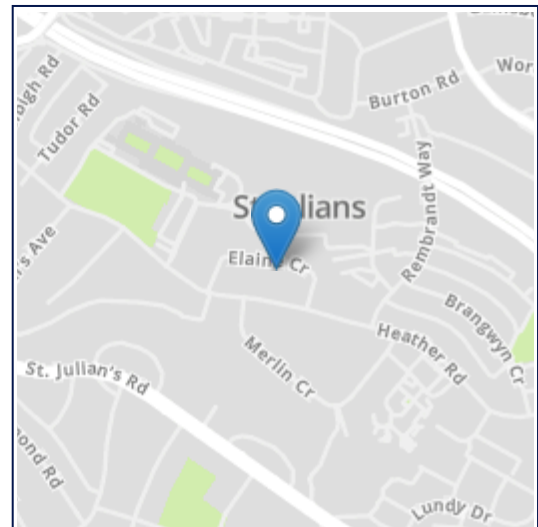 Burton Rd
Tudor Rd
Rembrandt Way
Elaine Cr
Brangwyn Cr
Heather Rd
Merlin Cr
St. Julian's Rd
Lundy Dr